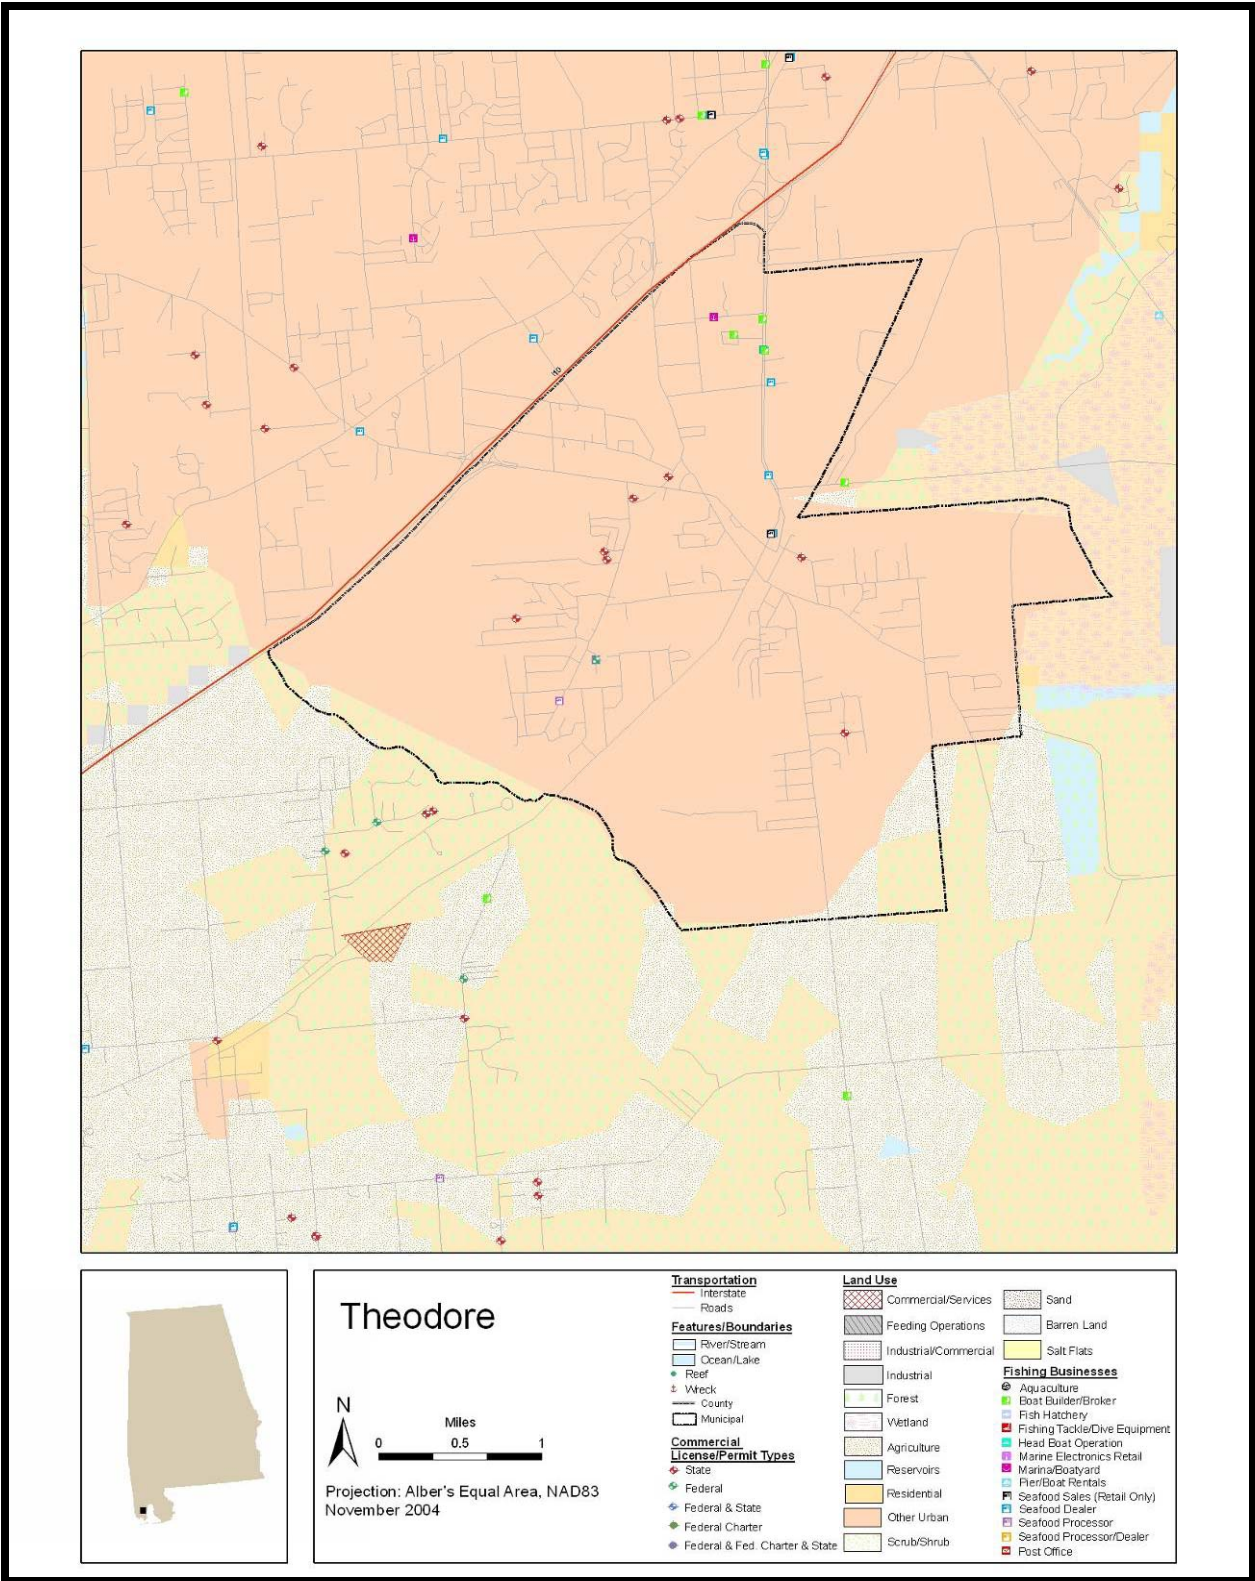 I10
Theodore
N
Miles
0 0.5 1
Projection: Alber's Equal Area, NAD83
November 2004
Transportation
Interstate
Roads
Features/Boundaries
River/Stream
Ocean/Lake
Reef
Wreck
County
Municipal
Commercial
License/Permit Types
State
Federal
Federal & State
Federal Charter
Federal & Fed. Charter & State
Land Use
Commercial/Services
Feeding Operations
Industrial/Commercial
Industrial
Forest
Wetland
Agriculture
Reservoirs
Residential
Other Urban
Scrub/Shrub
Sand
Barren Land
Salt Flats
Fishing Businesses
Aquaculture
Boat Builder/Broker
Fish Hatchery
Fishing Tackle/Dive Equipment
Head Boat Operation
Marine Electronics Retail
Marina/Boatyard
Pier/Boat Rentals
Seafood Sales (Retail Only)
Seafood Dealer
Seafood Processor
Seafood Processor/Dealer
Post Office